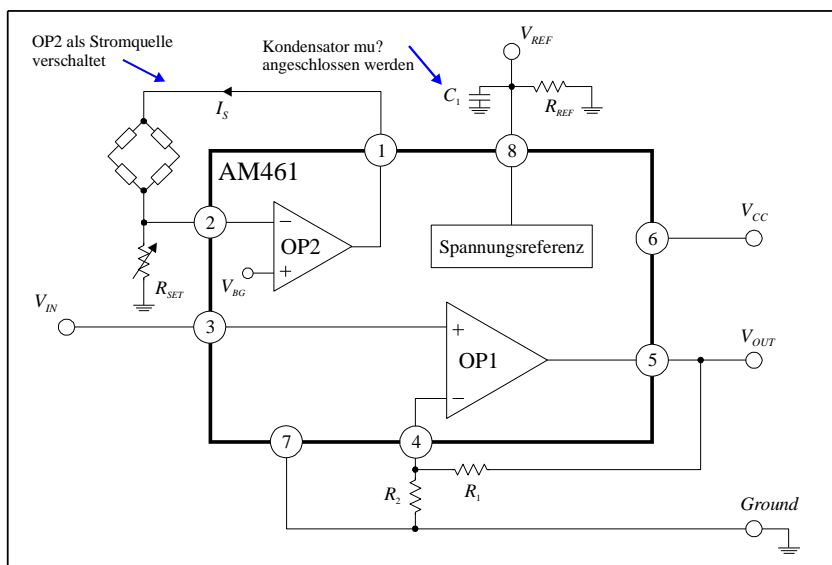 OP2 als Stromquelle
verschaltet
Kondensator mu?
angeschlossen werden
V_REF
I_S
C_1
R_REF
1
8
AM461
2
6
V_CC
OP2
Spannungsreferenz
V_BG
R_SET
V_IN
3
OP1
5
V_OUT
7
4
R_2
R_1
Ground